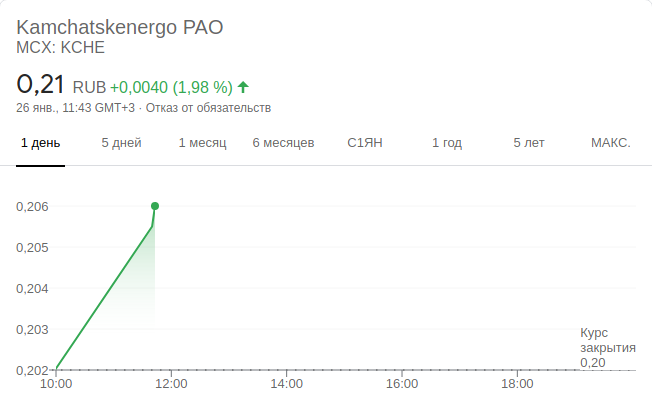 Kamchatskenergo PAO
MCX: KCHE
0,21 RUB +0,0040 (1,98 %)
26 янв., 11:43 GMT+3 · Отказ от обязательств
1 день 5 дней 1 месяц 6 месяцев С1ЯН 1 год 5 лет МАКС.
0,206
0,205
0,204
0,203
Курс
закрытия
0,20
0,202
10:00 12:00 14:00 16:00 18:00